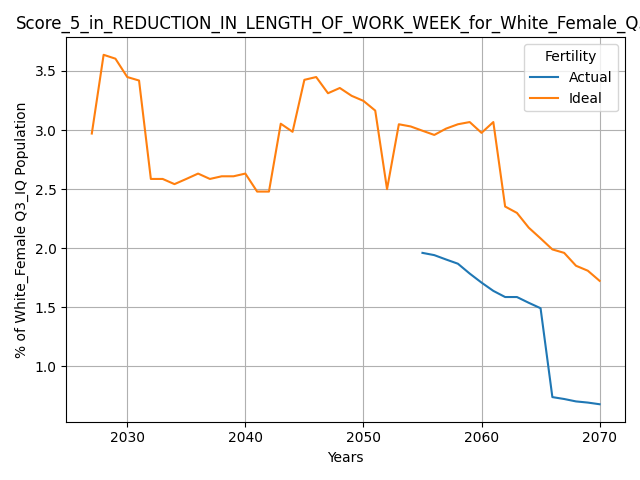 Score_5_in_REDUCTION_IN_LENGTH_OF_WORK_WEEK_for_White_Female_Q
Fertility
Actual
Ideal
% of White_Female Q3_IQ Population
3.5
3.0
2.5
2.0
1.5
1.0
2030 2040 2050 2060 2070
Years